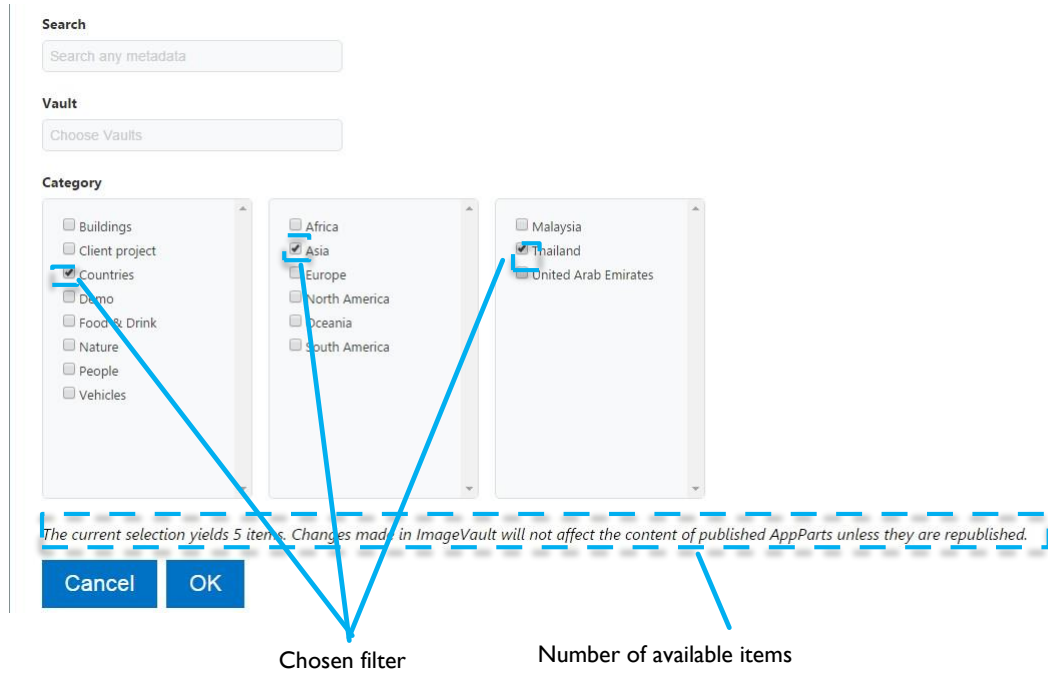 Search
Search any metadata
Vault
Choose Vaults
Category
Buildings
Client project
Countries
Demo
Food & Drink
Nature
People
Vehicles
Africa
Asia
Europe
North America
Oceania
South America
Malaysia
Thailand
United Arab Emirates
The current selection yields 5 items. Changes made in ImageVault will not affect the content of published AppParts unless they are republished.
Cancel
OK
Chosen filter
Number of available items